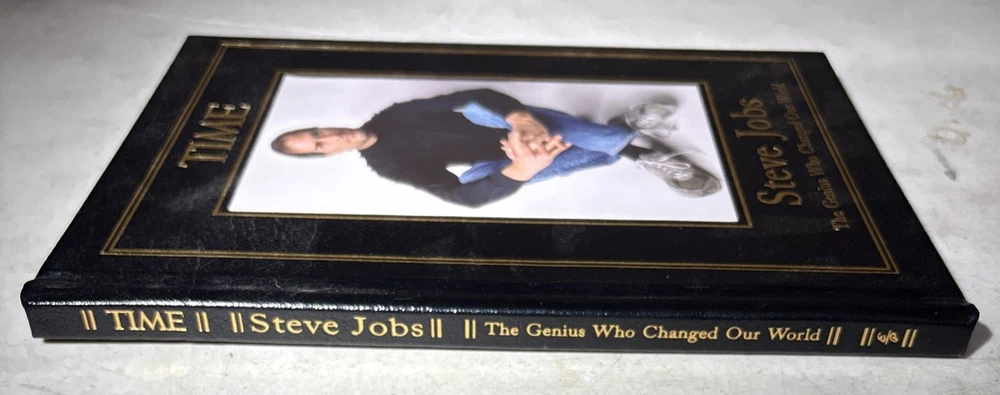 TIME
Steve Jobs
The Genius Who Changed Our World
|| TIME || || Steve Jobs || || The Genius Who Changed Our World ||